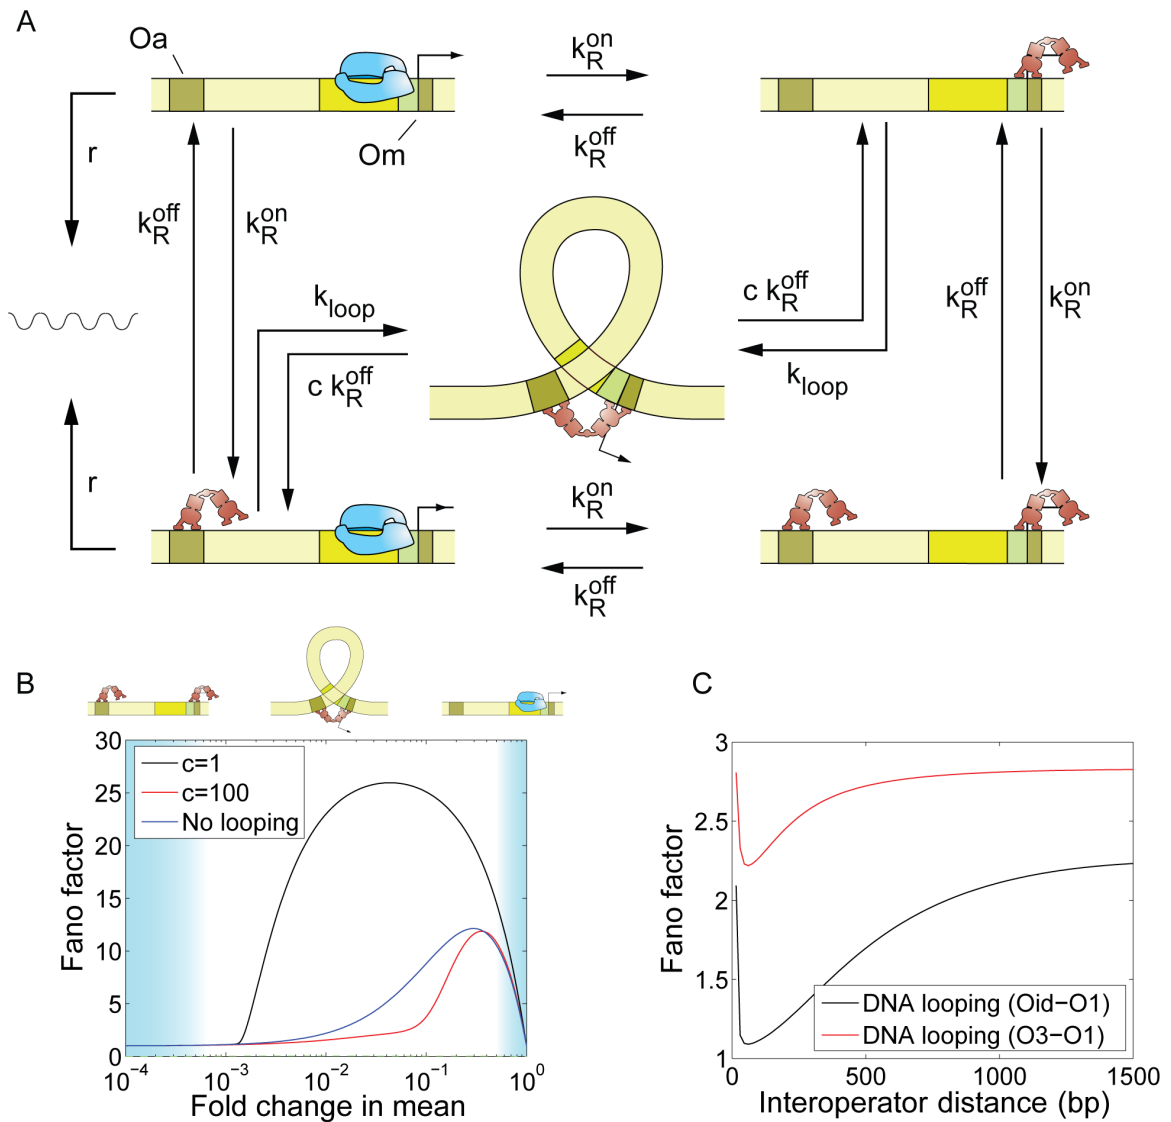 A
Oa
Om
k_R^on
k_R^off
r
k_R^off
k_R^on
k_loop
c k_R^off
c k_R^off
k_loop
k_R^off
k_R^on
r
k_R^on
k_R^off
B
30
25
20
15
10
5
0
Fano factor
c=1
c=100
No looping
10^−4
10^−3
10^−2
10^−1
10^0
Fold change in mean
C
3
2.5
2
1.5
1
Fano factor
DNA looping (Oid−O1)
DNA looping (O3−O1)
0
500
1000
1500
Interoperator distance (bp)